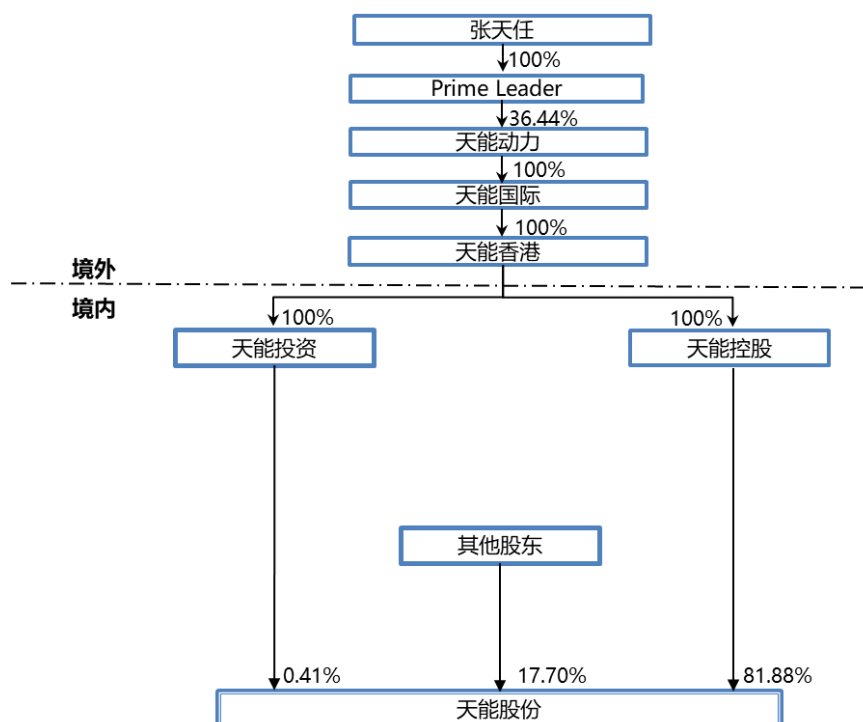 张天任
100%
Prime Leader
36.44%
天能动力
100%
天能国际
100%
天能香港
境外
境内
100%
100%
天能投资
天能控股
其他股东
0.41%
17.70%
81.88%
天能股份